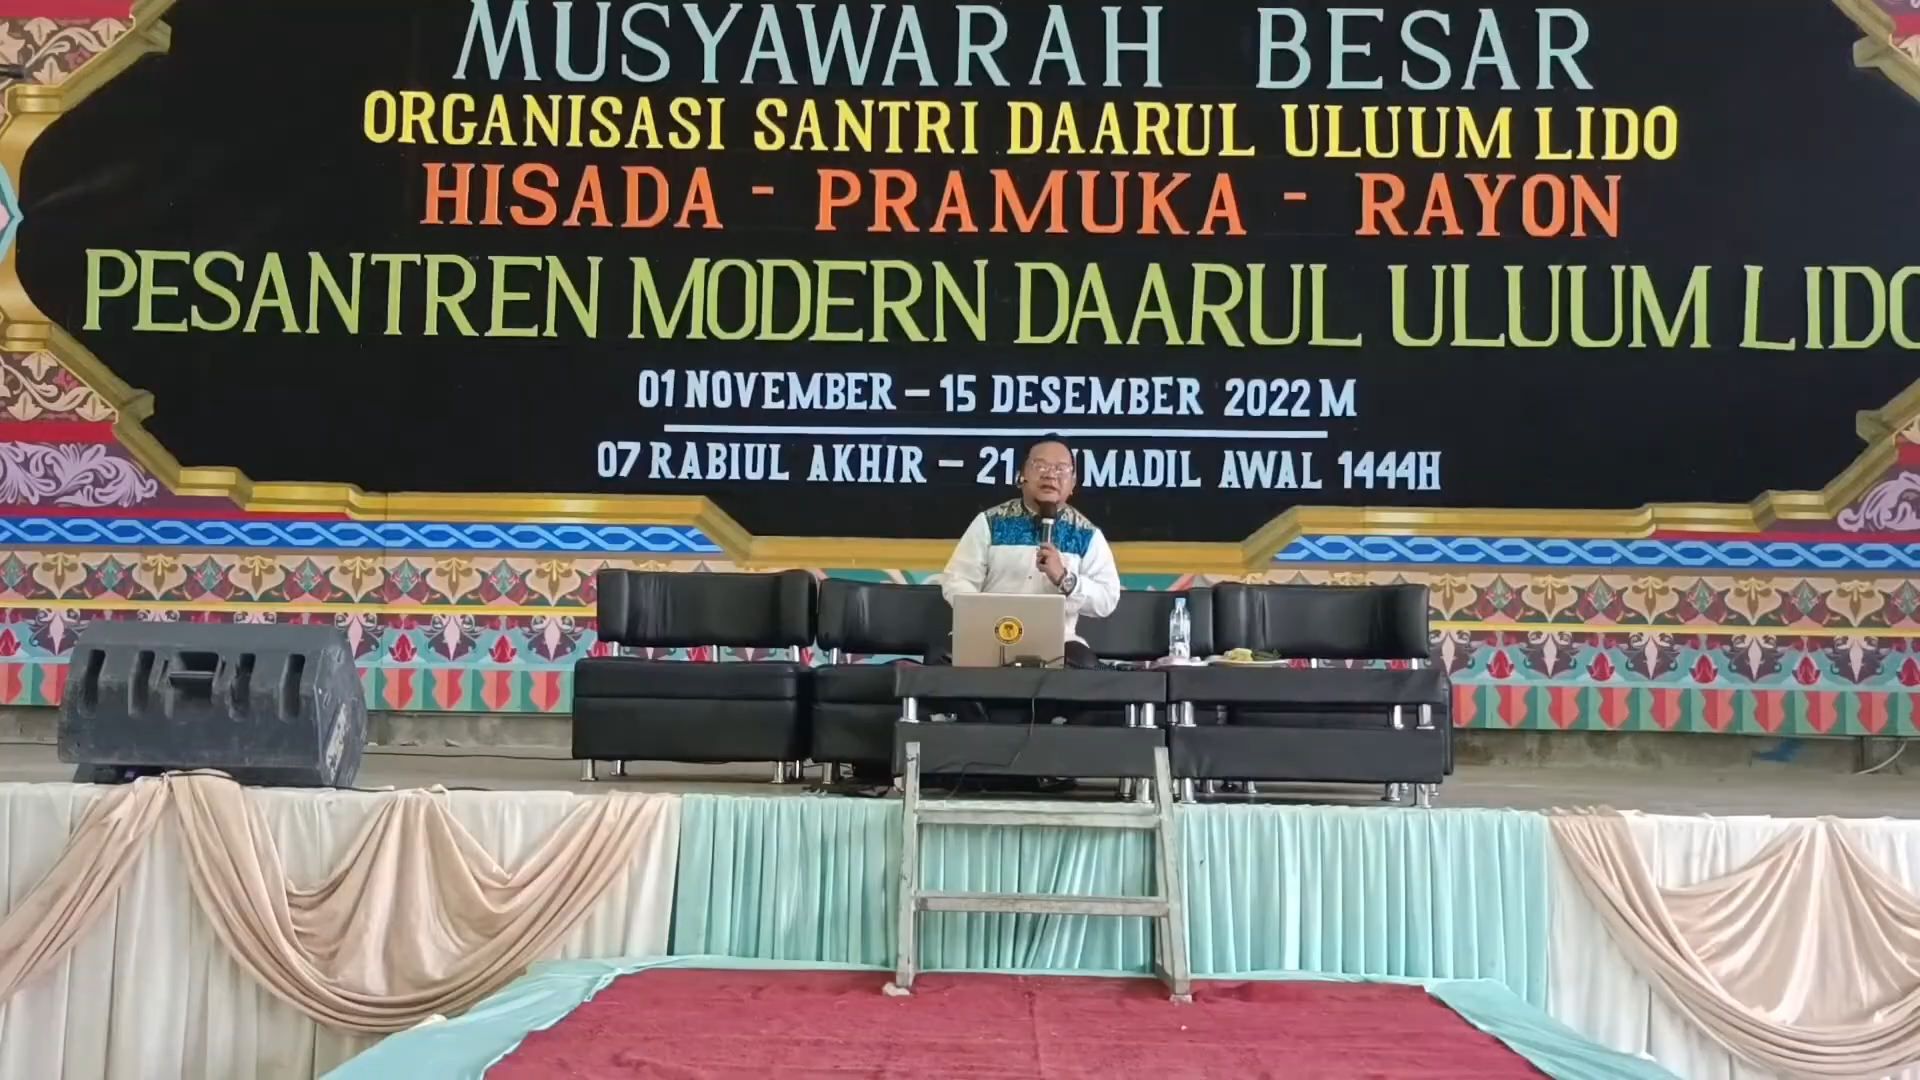 MUSYAWARAH BESAR
ORGANISASI SANTRI DAARUL ULUUM LIDO
HISADA - PRAMUKA - RAYON
PESANTREN MODERN DAARUL ULUUM LIDO
01 NOVEMBER – 15 DESEMBER 2022 M
07 RABIUL AKHIR – 21 MADIL AWAL 1444H